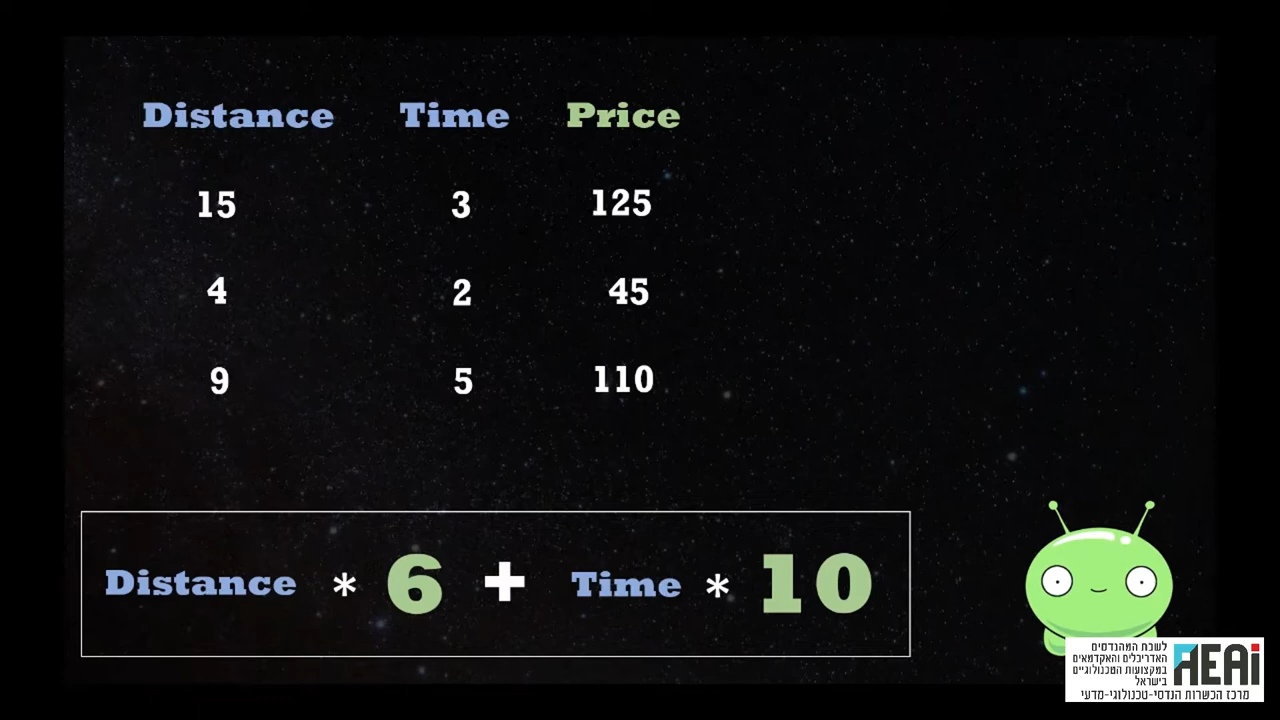 Distance Time Price
15 3 125
4 2 45
9 5 110
Distance * 6 + Time * 10
לשכת המהנדסים
האדריכלים והאקדמאים
במקצועות הטכנולוגיים
בישראל
AEAi
מרכז הכשרות הנדסי-טכנולוגי-מדעי